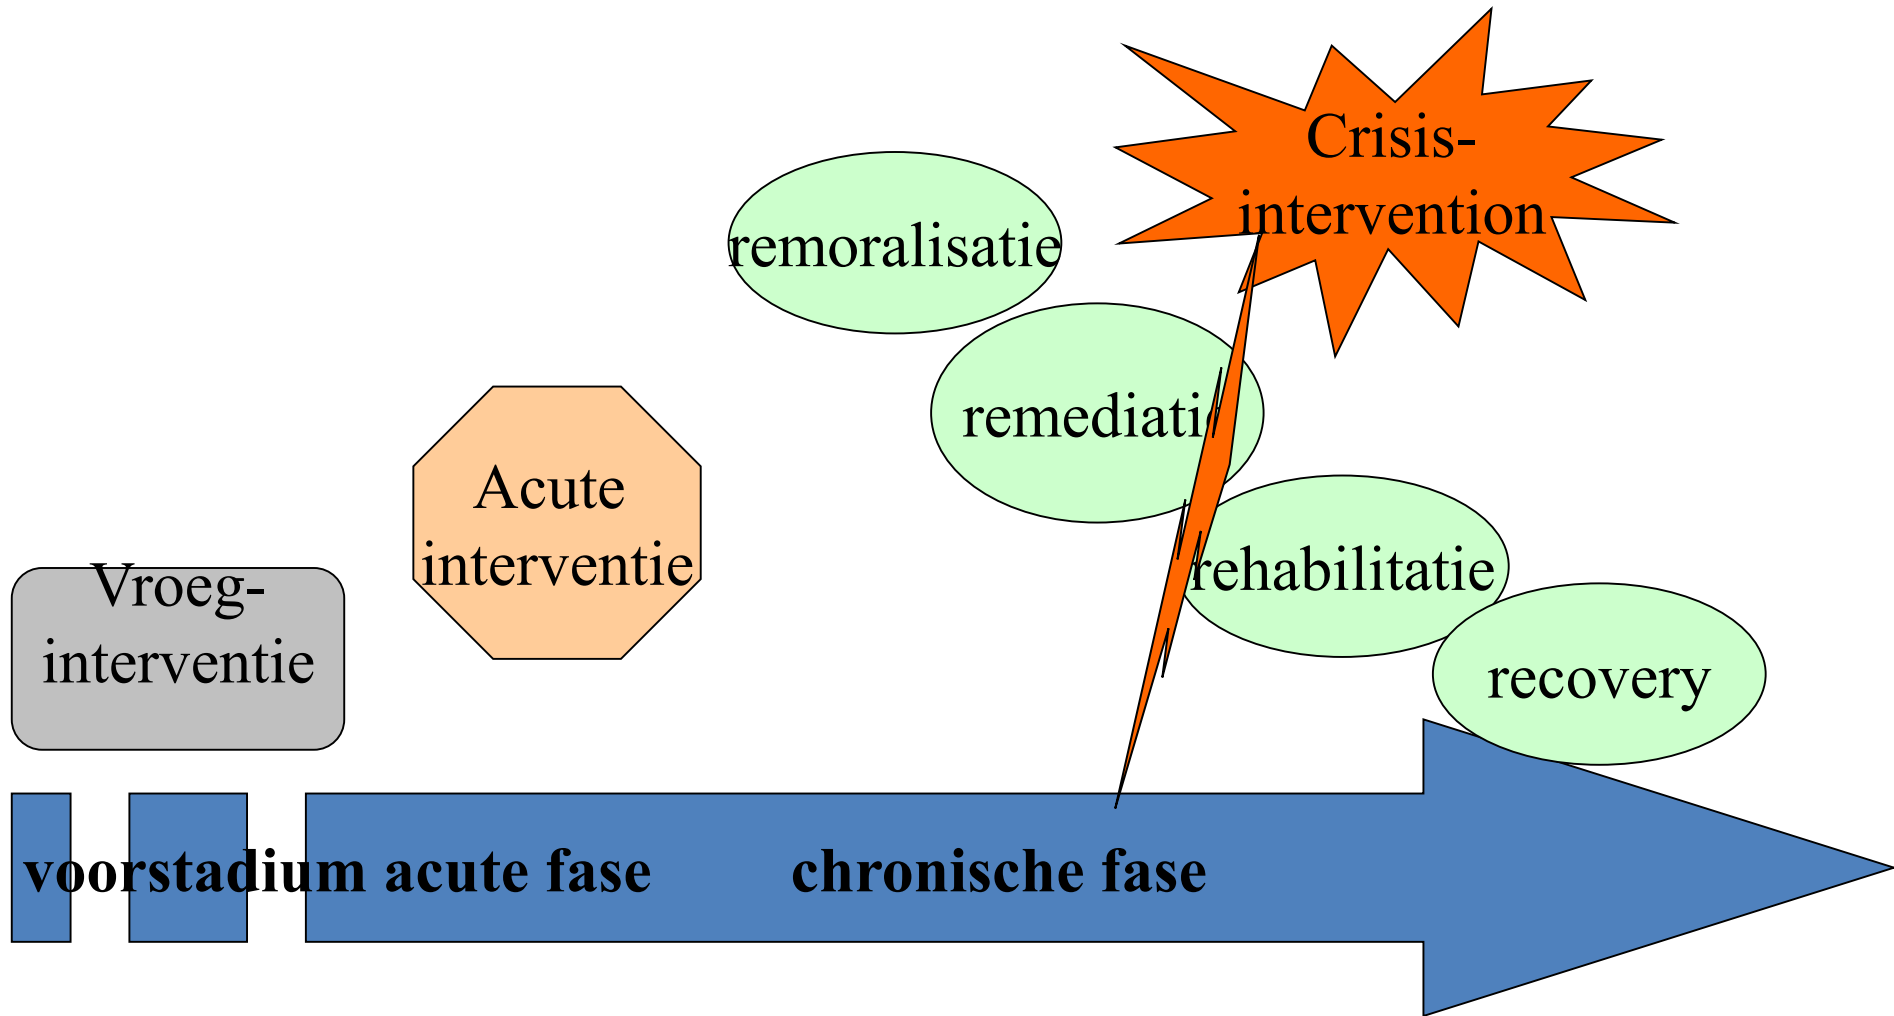 Crisis-
intervention
remoralisatie
remediatie
Acute
interventie
rehabilitatie
Vroeg-
interventie
recovery
voorstadium acute fase chronische fase